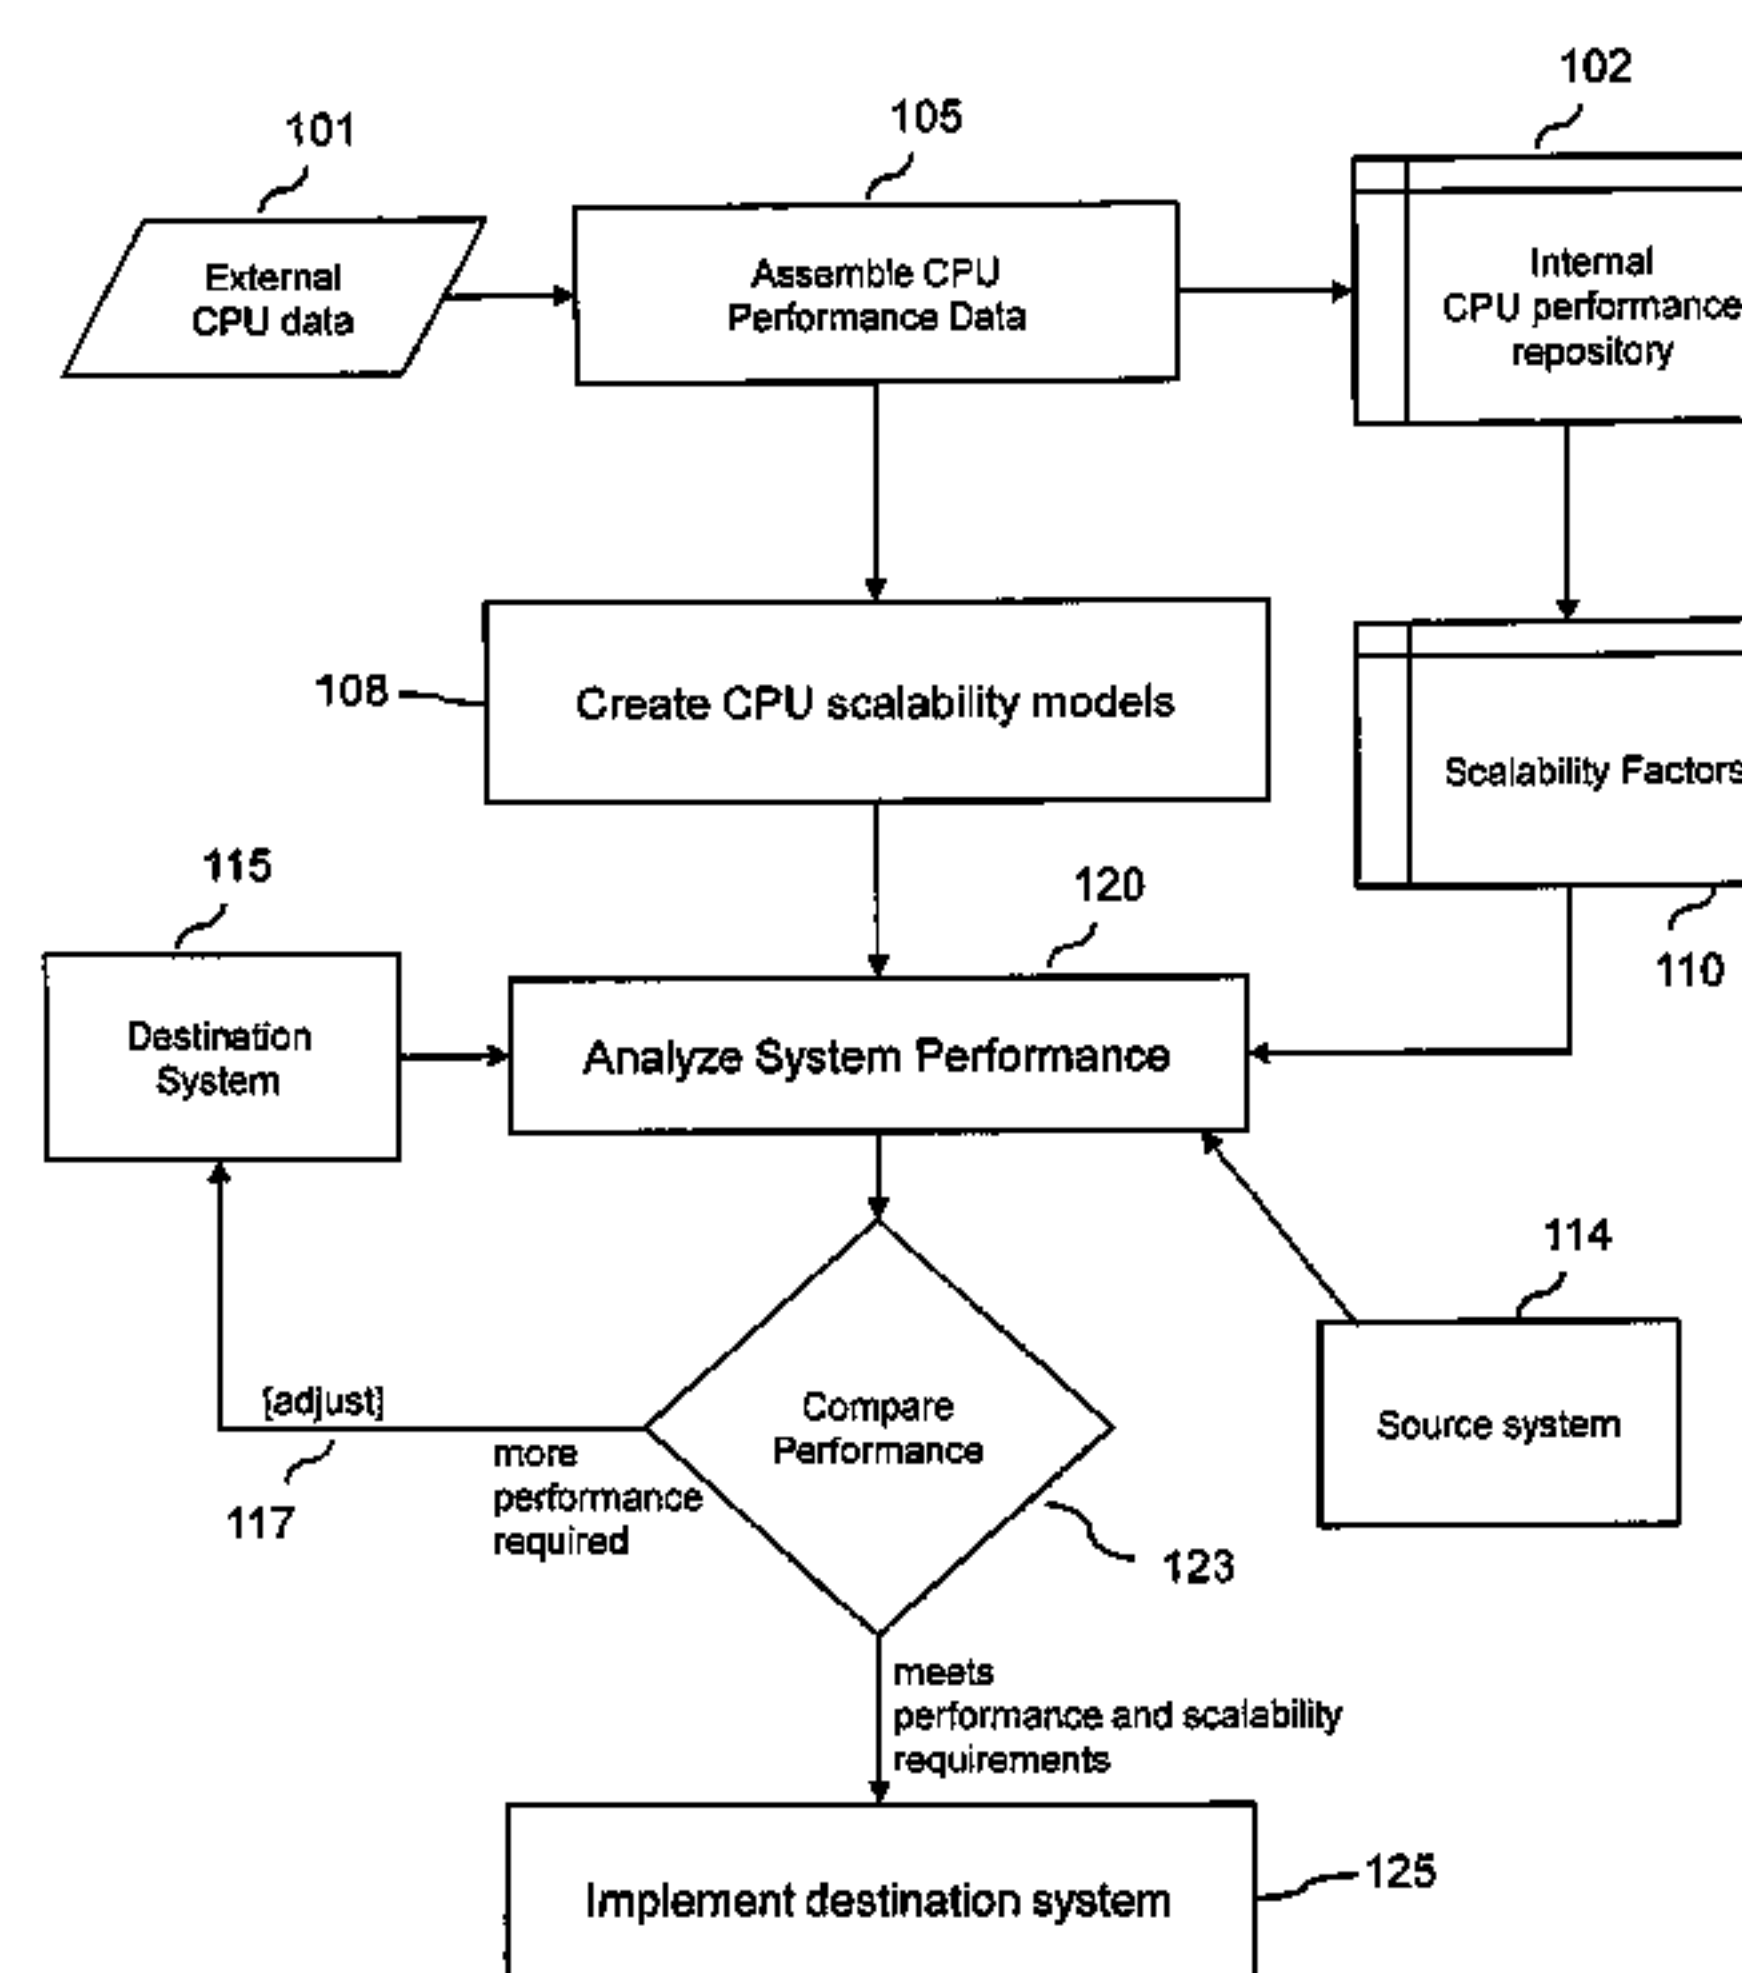 102
105
101
External
CPU data
Assemble CPU
Performance Data
Internal
CPU performance
repository
108
Create CPU scalability models
Scalability Factors
115
120
110
Destination
System
Analyze System Performance
114
{adjust]
117
more
performance
required
Compare
Performance
Source system
123
meets
performance and scalability
requirements
Implement destination system
125